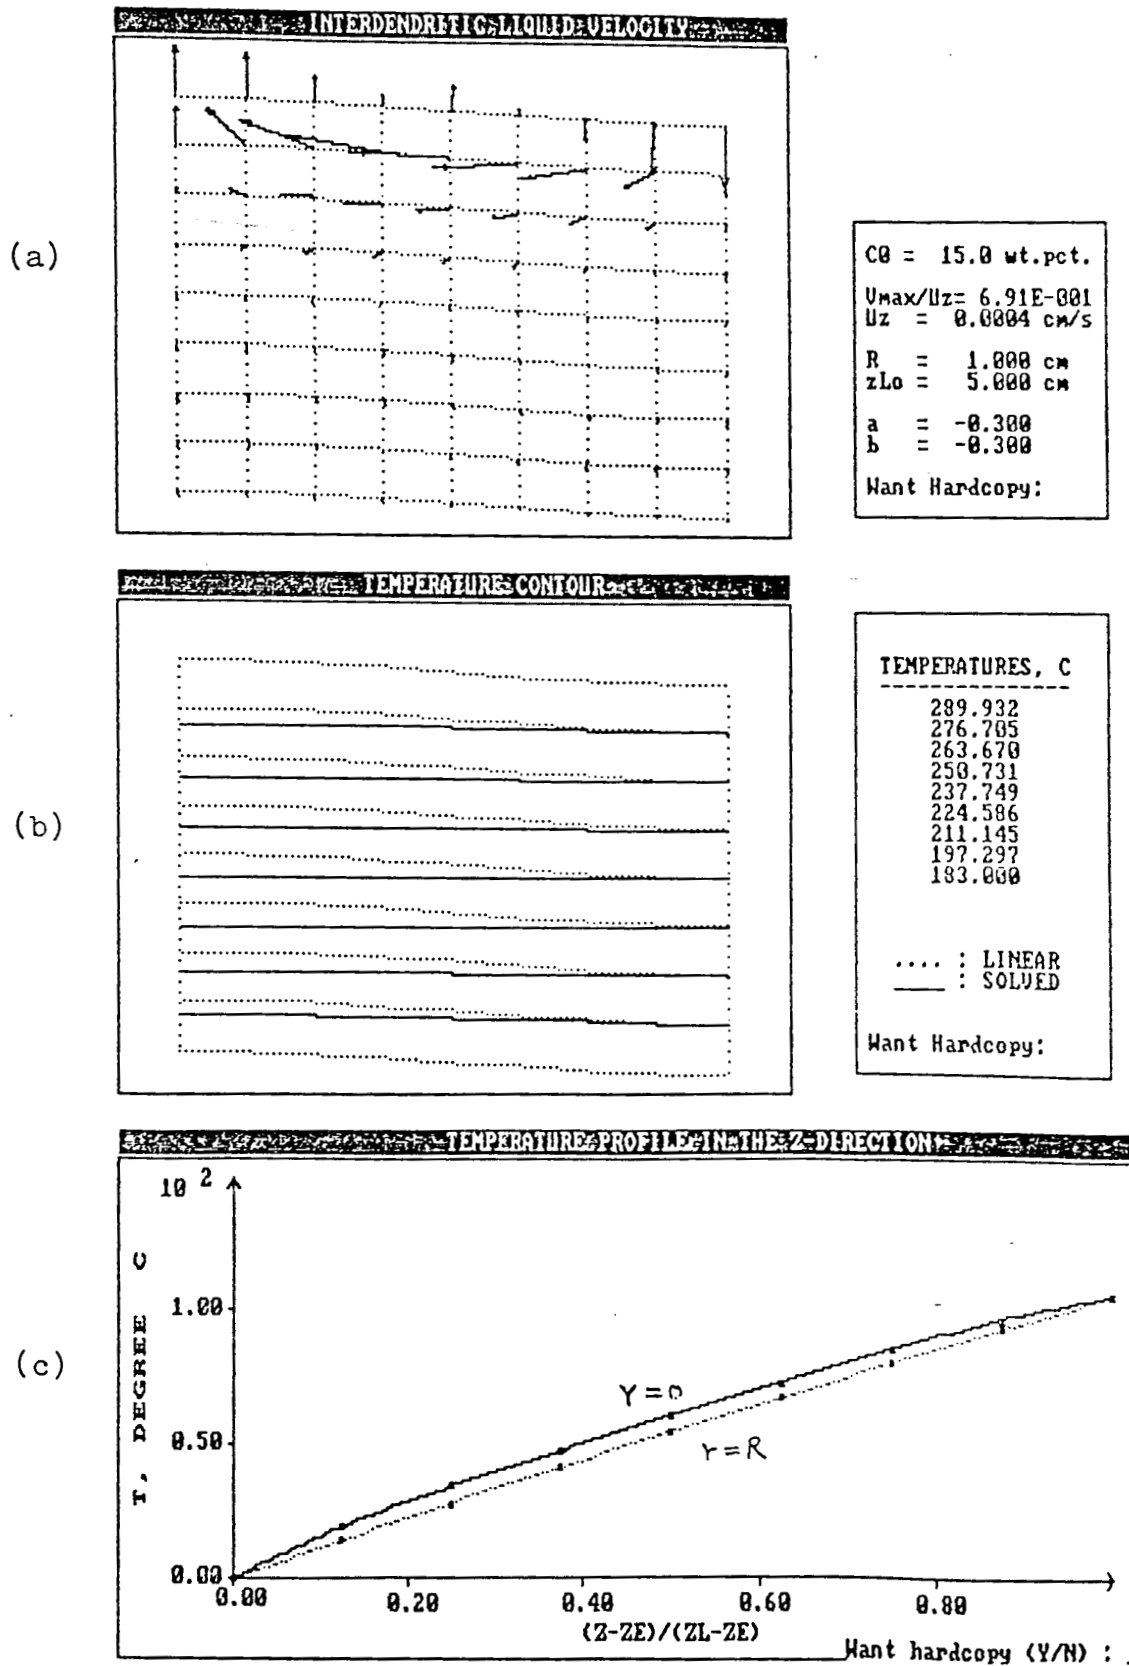 INTERDENDRITIC LIQUID VELOCITY
(a)
C0 = 15.0 wt.pct.
Vmax/Uz= 6.91E-001
Uz = 0.0004 cm/s
R = 1.000 cm
zLo = 5.000 cm
a = -0.300
b = -0.300
Want Hardcopy:
TEMPERATURE CONTOUR
(b)
TEMPERATURES, C
289.932
276.705
263.670
250.731
237.749
224.586
211.145
197.297
183.000
.... : LINEAR
____ : SOLVED
Want Hardcopy:
TEMPERATURE PROFILE IN THE Z-DIRECTION
(c)
10 2
T, DEGREE C
1.00
0.50
0.00
r=0
r=R
0.00 0.20 0.40 0.60 0.80
(Z-ZE)/(ZL-ZE)
Want hardcopy (Y/N) :